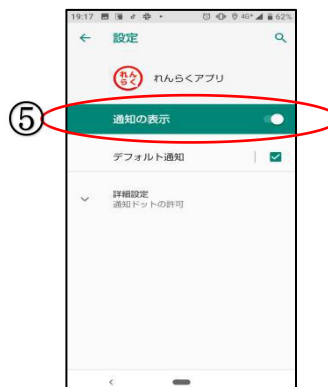 19:17 4G+ 62%
設定
れんらく れんらくアプリ
⑤ 通知の表示
デフォルト通知
詳細設定
通知ドットの許可